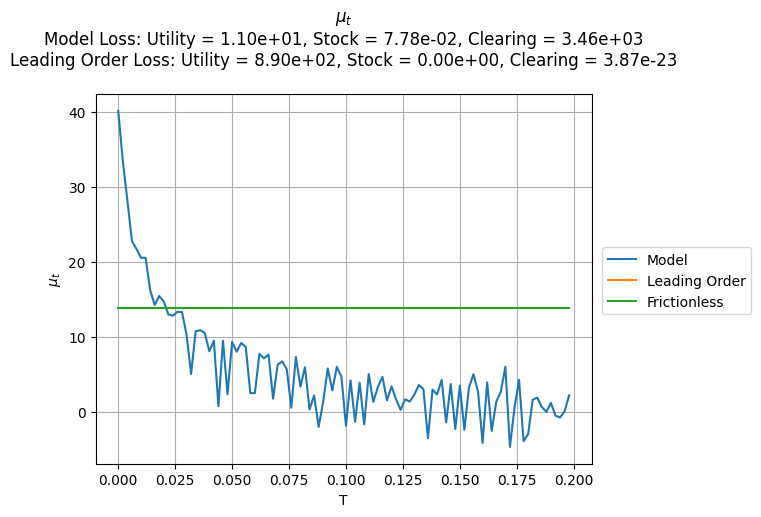 μt
Model Loss: Utility = 1.10e+01, Stock = 7.78e-02, Clearing = 3.46e+03
Leading Order Loss: Utility = 8.90e+02, Stock = 0.00e+00, Clearing = 3.87e-23
40
30
20
10
0
μt
0.000 0.025 0.050 0.075 0.100 0.125 0.150 0.175 0.200
T
Model
Leading Order
Frictionless